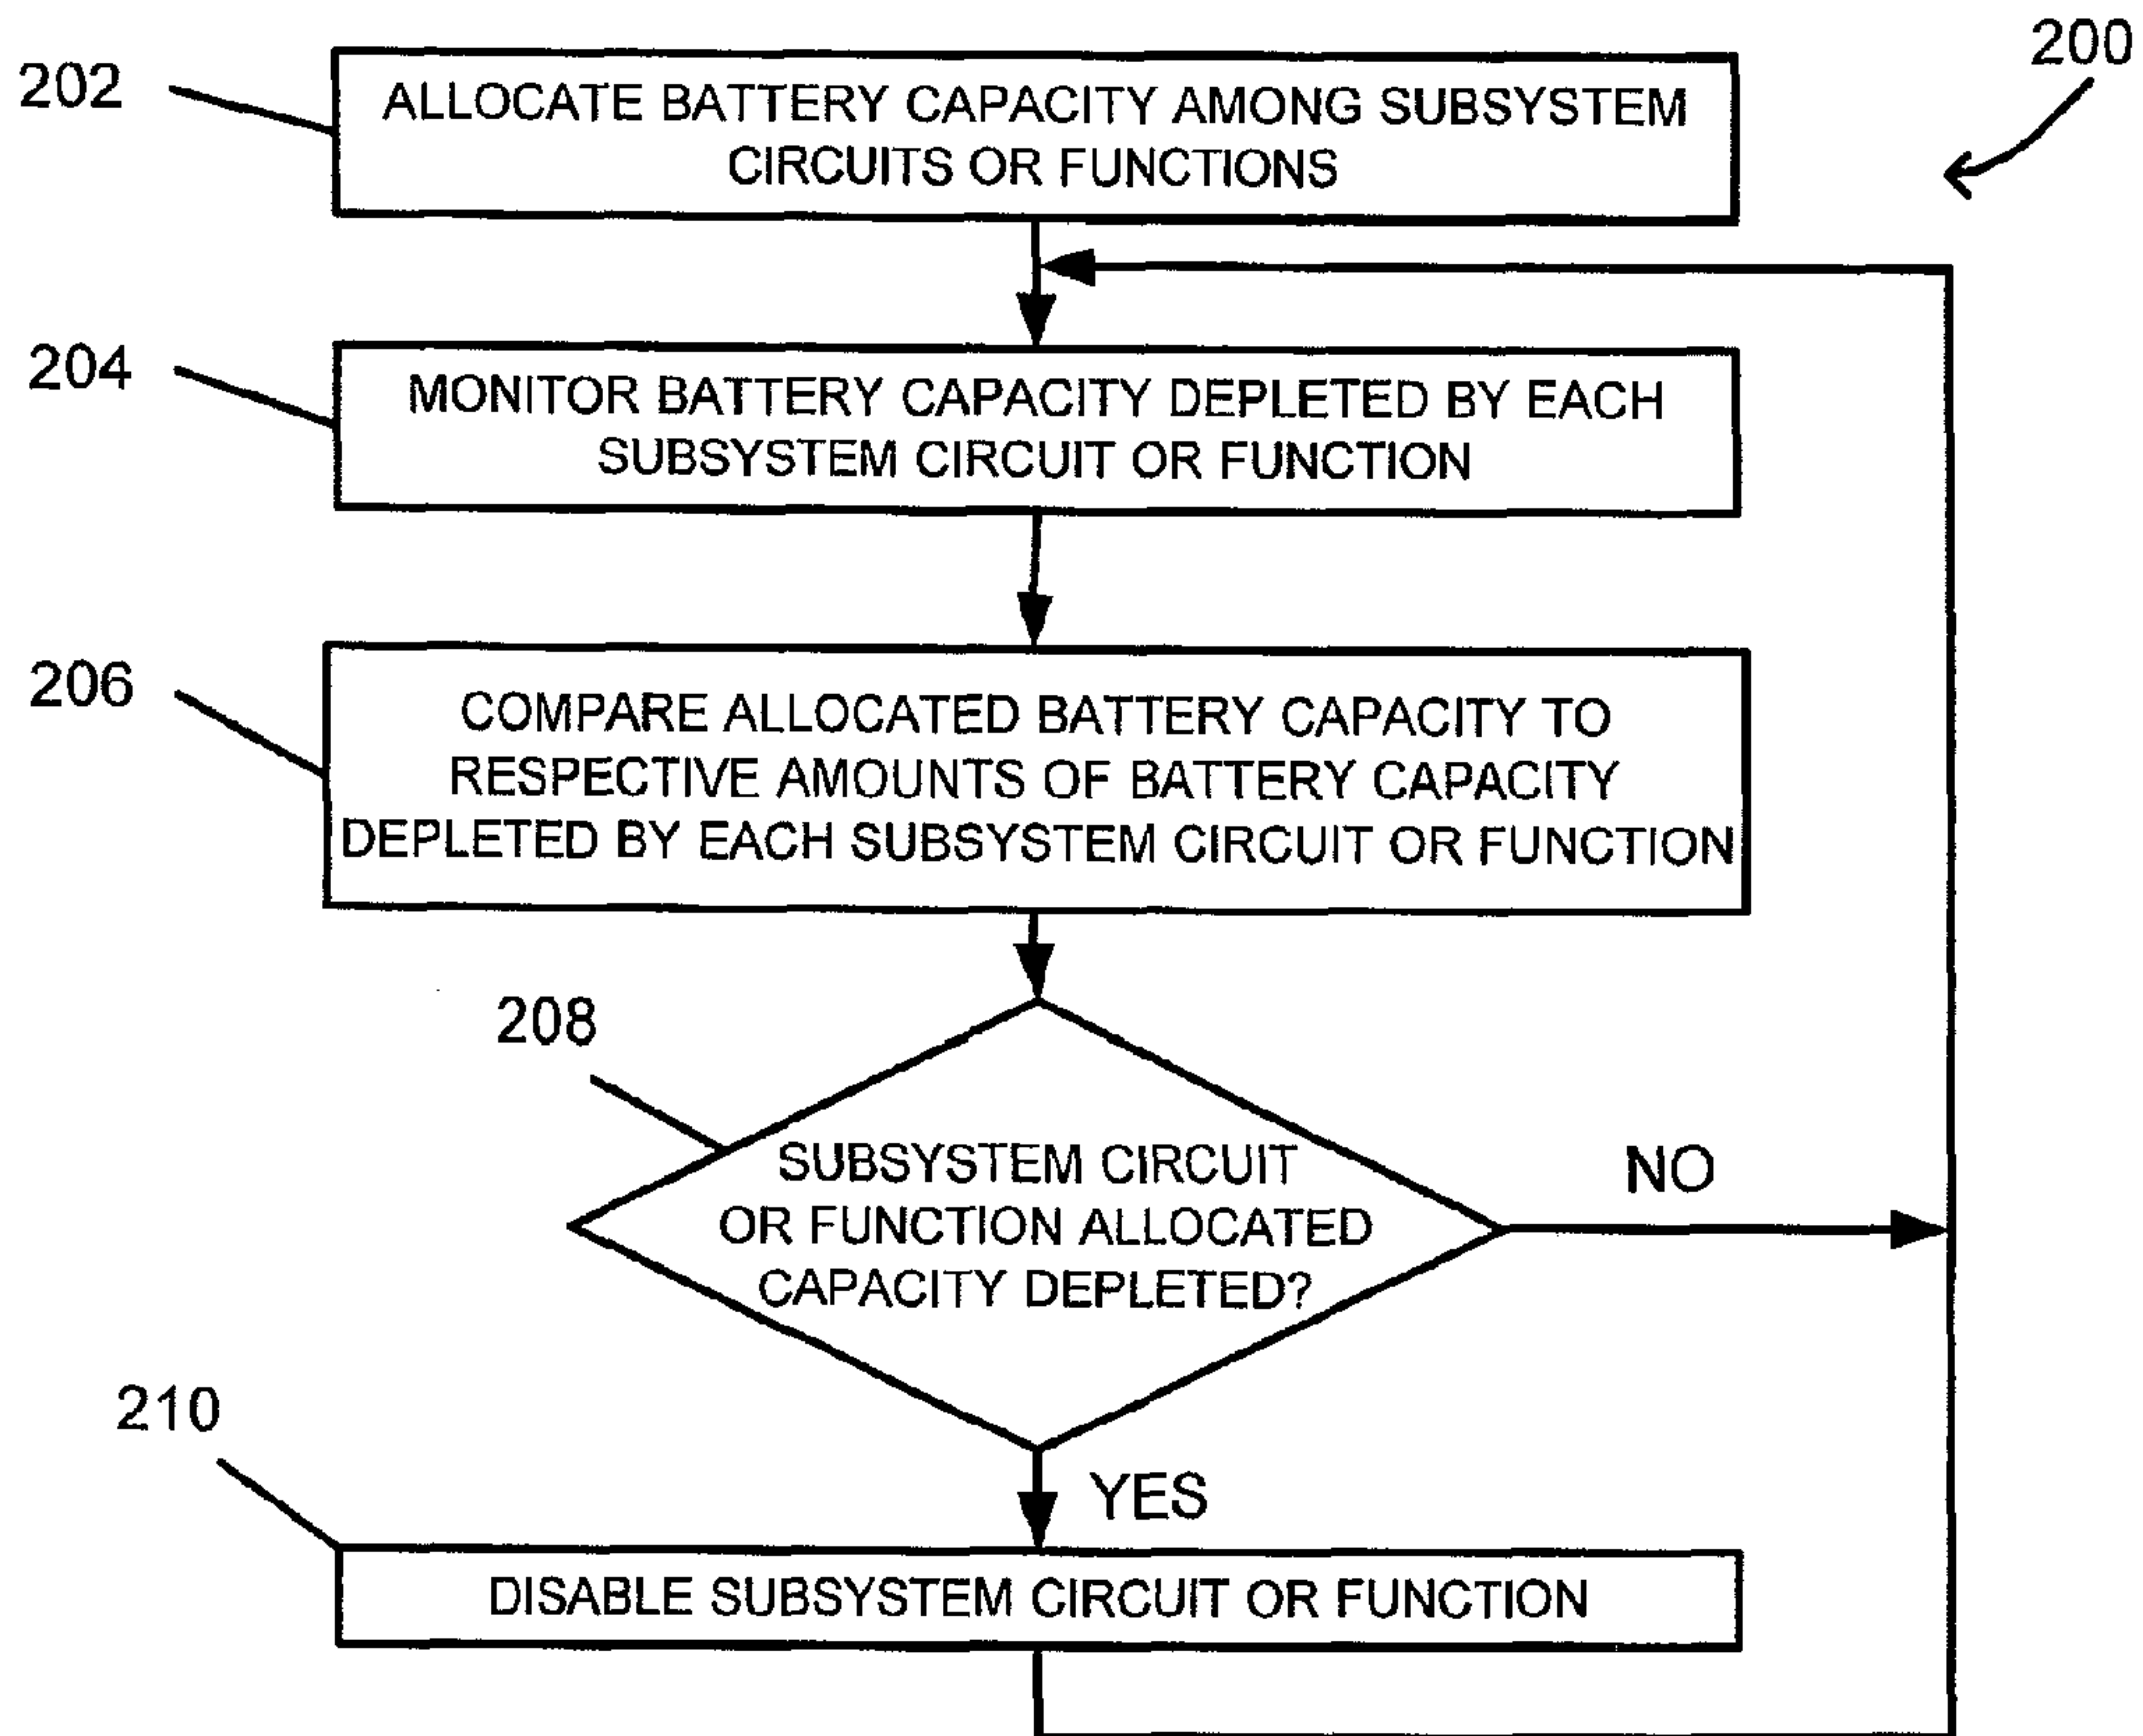 200
202
ALLOCATE BATTERY CAPACITY AMONG SUBSYSTEM
CIRCUITS OR FUNCTIONS
204
MONITOR BATTERY CAPACITY DEPLETED BY EACH
SUBSYSTEM CIRCUIT OR FUNCTION
206
COMPARE ALLOCATED BATTERY CAPACITY TO
RESPECTIVE AMOUNTS OF BATTERY CAPACITY
DEPLETED BY EACH SUBSYSTEM CIRCUIT OR FUNCTION
208
SUBSYSTEM CIRCUIT
OR FUNCTION ALLOCATED
CAPACITY DEPLETED?
NO
YES
210
DISABLE SUBSYSTEM CIRCUIT OR FUNCTION